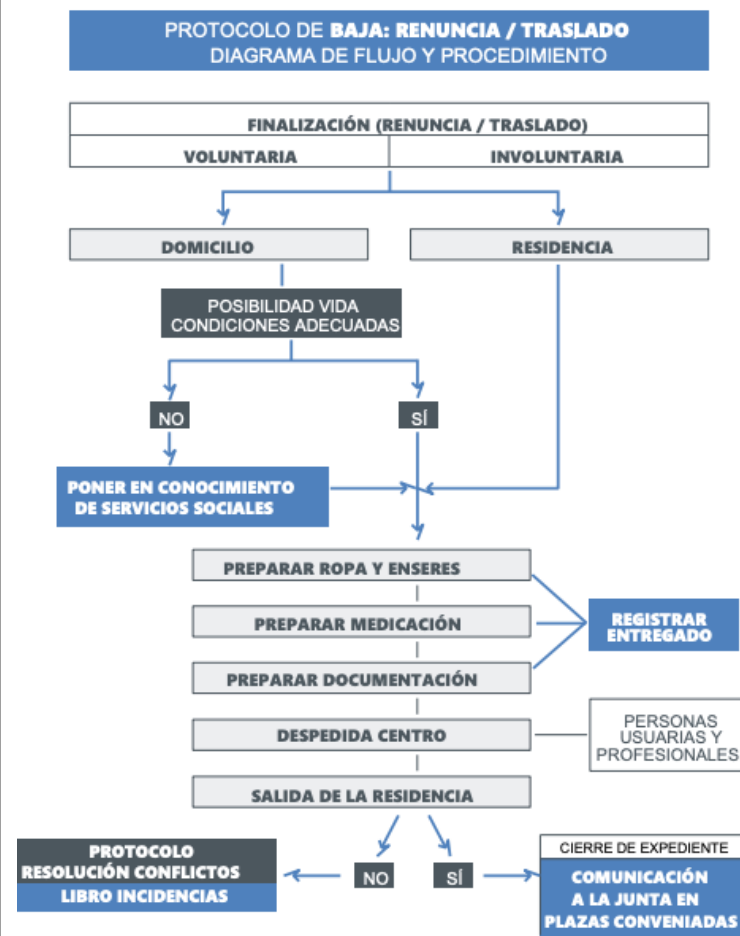 PROTOCOLO DE BAJA: RENUNCIA / TRASLADO
DIAGRAMA DE FLUJO Y PROCEDIMIENTO
FINALIZACIÓN (RENUNCIA / TRASLADO)
VOLUNTARIA
INVOLUNTARIA
DOMICILIO
RESIDENCIA
POSIBILIDAD VIDA
CONDICIONES ADECUADAS
NO
SÍ
PONER EN CONOCIMIENTO
DE SERVICIOS SOCIALES
PREPARAR ROPA Y ENSERES
PREPARAR MEDICACIÓN
REGISTRAR
ENTREGADO
PREPARAR DOCUMENTACIÓN
DESPEDIDA CENTRO
PERSONAS
USUARIAS Y
PROFESIONALES
SALIDA DE LA RESIDENCIA
PROTOCOLO
RESOLUCIÓN CONFLICTOS
LIBRO INCIDENCIAS
NO
SÍ
CIERRE DE EXPEDIENTE
COMUNICACIÓN
A LA JUNTA EN
PLAZAS CONVENIADAS